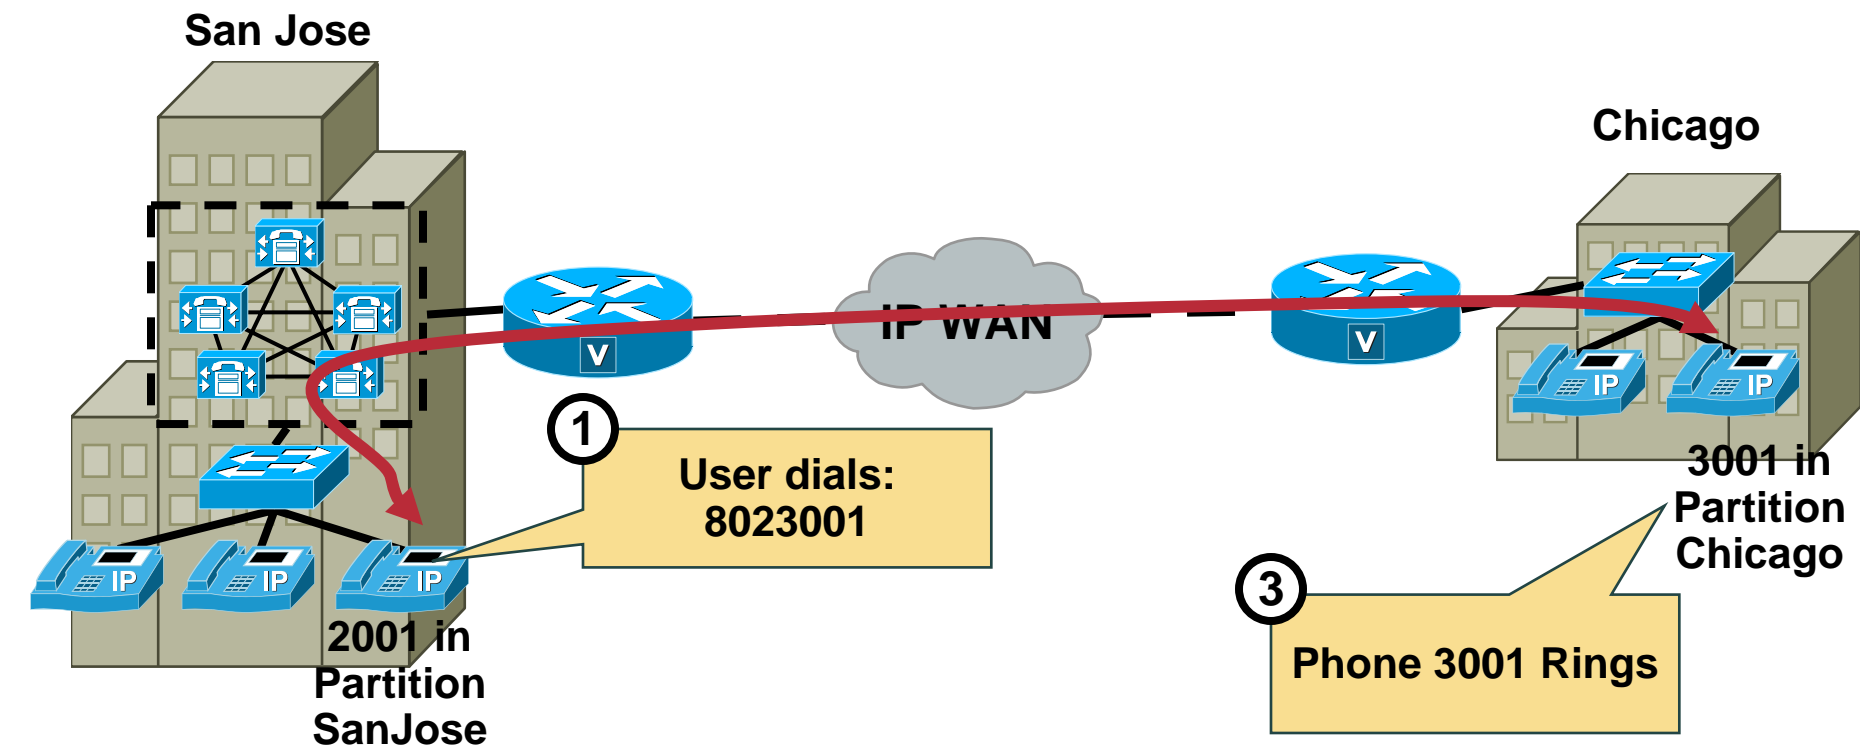 San Jose
Chicago
IP WAN
V
V
IP
IP
1
User dials:
8023001
3001 in
Partition
Chicago
IP
IP
IP
3
Phone 3001 Rings
2001 in
Partition
SanJose